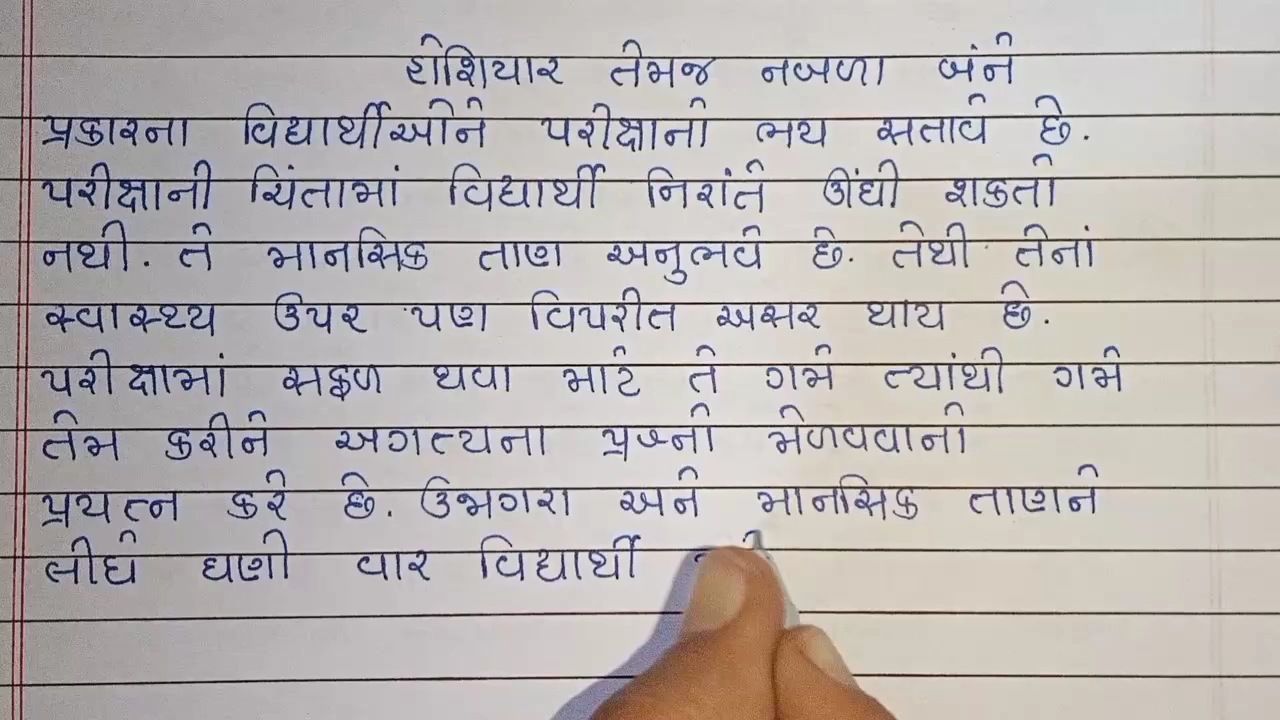 હોશિયાર તેમજ નબળા બંને
પ્રકારના વિદ્યાર્થીઓને પરીક્ષાનો ભય સતાવે છે.
પરીક્ષાની ચિંતામાં વિદ્યાર્થી નિરાંતે ઊંઘી શકતો
નથી. તે માનસિક તાણ અનુભવે છે. તેથી તેનાં
સ્વાસ્થ્ય ઉપર પણ વિપરીત અસર થાય છે.
પરીક્ષામાં સફળ થવા માટે તે ગમે ત્યાંથી ગમે
તેમ કરીને અગત્યના પ્રશ્નો મેળવવાનો
પ્રયત્ન કરે છે. ઉજાગરા અને માનસિક તાણને
લીધે ઘણી વાર વિદ્યાર્થી